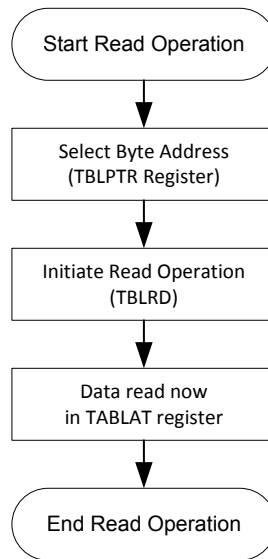 Start Read Operation
Select Byte Address
(TBLPTR Register)
Initiate Read Operation
(TBLRD)
Data read now
in TABLAT register
End Read Operation